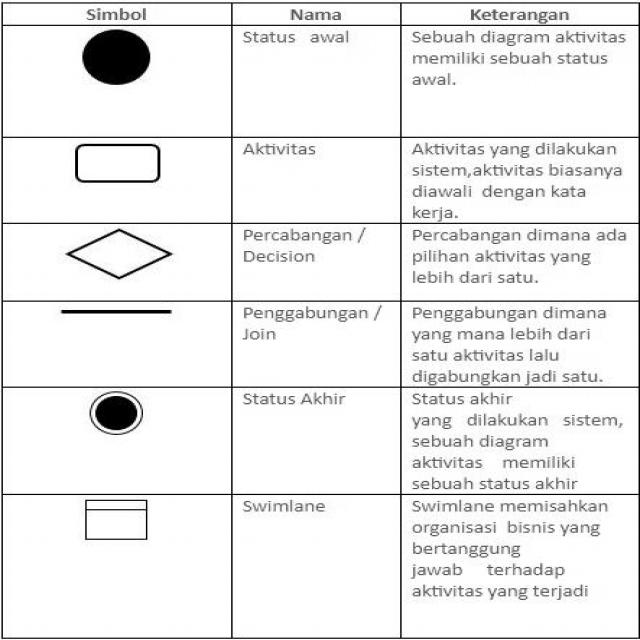 Simbol Nama Keterangan
Status awal
Sebuah diagram aktivitas
memiliki sebuah status
awal.
Aktivitas
Aktivitas yang dilakukan
sistem,aktivitas biasanya
diawali dengan kata
kerja.
Percabangan /
Decision
Percabangan dimana ada
pilihan aktivitas yang
lebih dari satu.
Penggabungan /
Join
Penggabungan dimana
yang mana lebih dari
satu aktivitas lalu
digabungkan jadi satu.
Status Akhir
Status akhir
yang dilakukan sistem,
sebuah diagram
aktivitas memiliki
sebuah status akhir
Swimlane
Swimlane memisahkan
organisasi bisnis yang
bertanggung
jawab terhadap
aktivitas yang terjadi